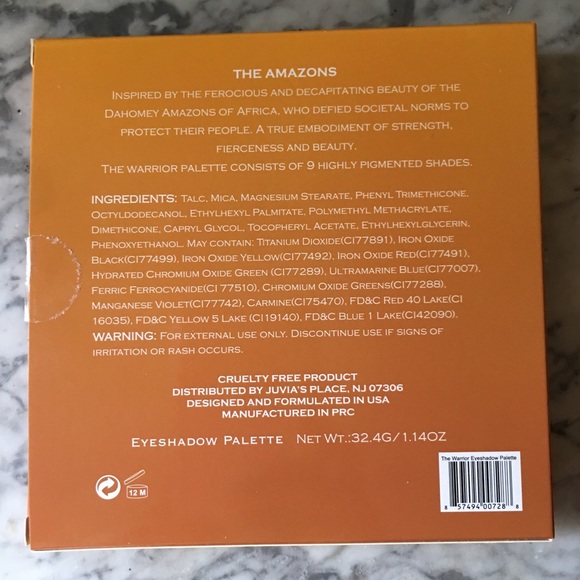 THE AMAZONS
INSPIRED BY THE FEROCIOUS AND DECAPITATING BEAUTY OF THE
DAHOMEY AMAZONS OF AFRICA, WHO DEFIED SOCIETAL NORMS TO
PROTECT THEIR PEOPLE. A TRUE EMBODIMENT OF STRENGTH,
FIERCENESS AND BEAUTY.
THE WARRIOR PALETTE CONSISTS OF 9 HIGHLY PIGMENTED SHADES.
INGREDIENTS: TALC, MICA, MAGNESIUM STEARATE, PHENYL TRIMETHICONE,
OCTYLDODECANOL, ETHYLHEXYL PALMITATE, POLYMETHYL METHACRYLATE,
DIMETHICONE, CAPRYL GLYCOL, TOCOPHERYL ACETATE, ETHYLHEXYLGLYCERIN,
PHENOXYETHANOL. MAY CONTAIN: TITANIUM DIOXIDE(CI77891), IRON OXIDE
BLACK(CI77499), IRON OXIDE YELLOW(CI77492), IRON OXIDE RED(CI77491),
HYDRATED CHROMIUM OXIDE GREEN (CI77289), ULTRAMARINE BLUE(CI77007),
FERRIC FERROCYANIDE(CI 77510), CHROMIUM OXIDE GREENS(CI77288),
MANGANESE VIOLET(CI77742), CARMINE(CI75470), FD&C RED 40 LAKE(CI
16035), FD&C YELLOW 5 LAKE (CI19140), FD&C BLUE 1 LAKE(CI42090).
WARNING: FOR EXTERNAL USE ONLY. DISCONTINUE USE IF SIGNS OF
IRRITATION OR RASH OCCURS.
CRUELTY FREE PRODUCT
DISTRIBUTED BY JUVIA'S PLACE, NJ 07306
DESIGNED AND FORMULATED IN USA
MANUFACTURED IN PRC
EYESHADOW PALETTE NET WT.:32.4G/1.14OZ
12 M
The Warrior Eyeshadow Palette
8 57494 00728 8